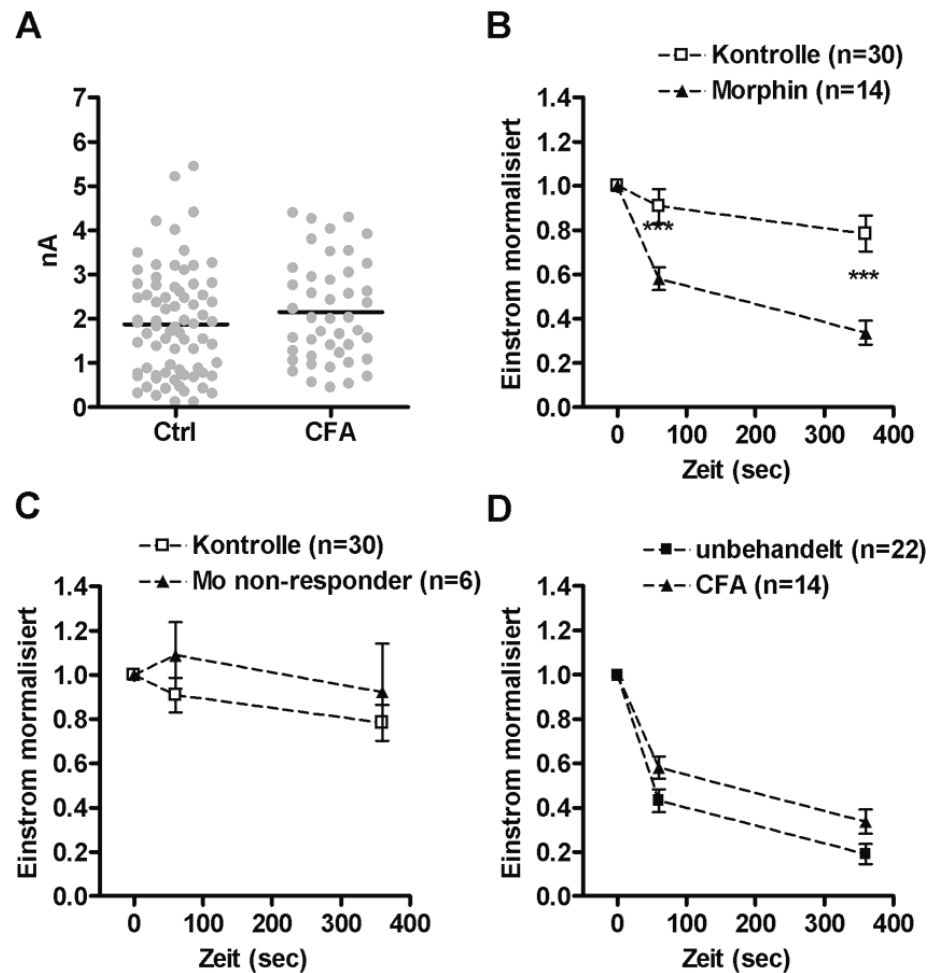 A
nA
7
6
5
4
3
2
1
0
Ctrl
CFA
B
Kontrolle (n=30)
Morphin (n=14)
Einstrom mormalisiert
1.4
1.2
1.0
0.8
0.6
0.4
0.2
0.0
***
***
0
100
200
300
400
Zeit (sec)
C
Kontrolle (n=30)
Mo non-responder (n=6)
Einstrom mormalisiert
1.4
1.2
1.0
0.8
0.6
0.4
0.2
0.0
0
100
200
300
400
Zeit (sec)
D
unbehandelt (n=22)
CFA (n=14)
Einstrom mormalisiert
1.4
1.2
1.0
0.8
0.6
0.4
0.2
0.0
0
100
200
300
400
Zeit (sec)